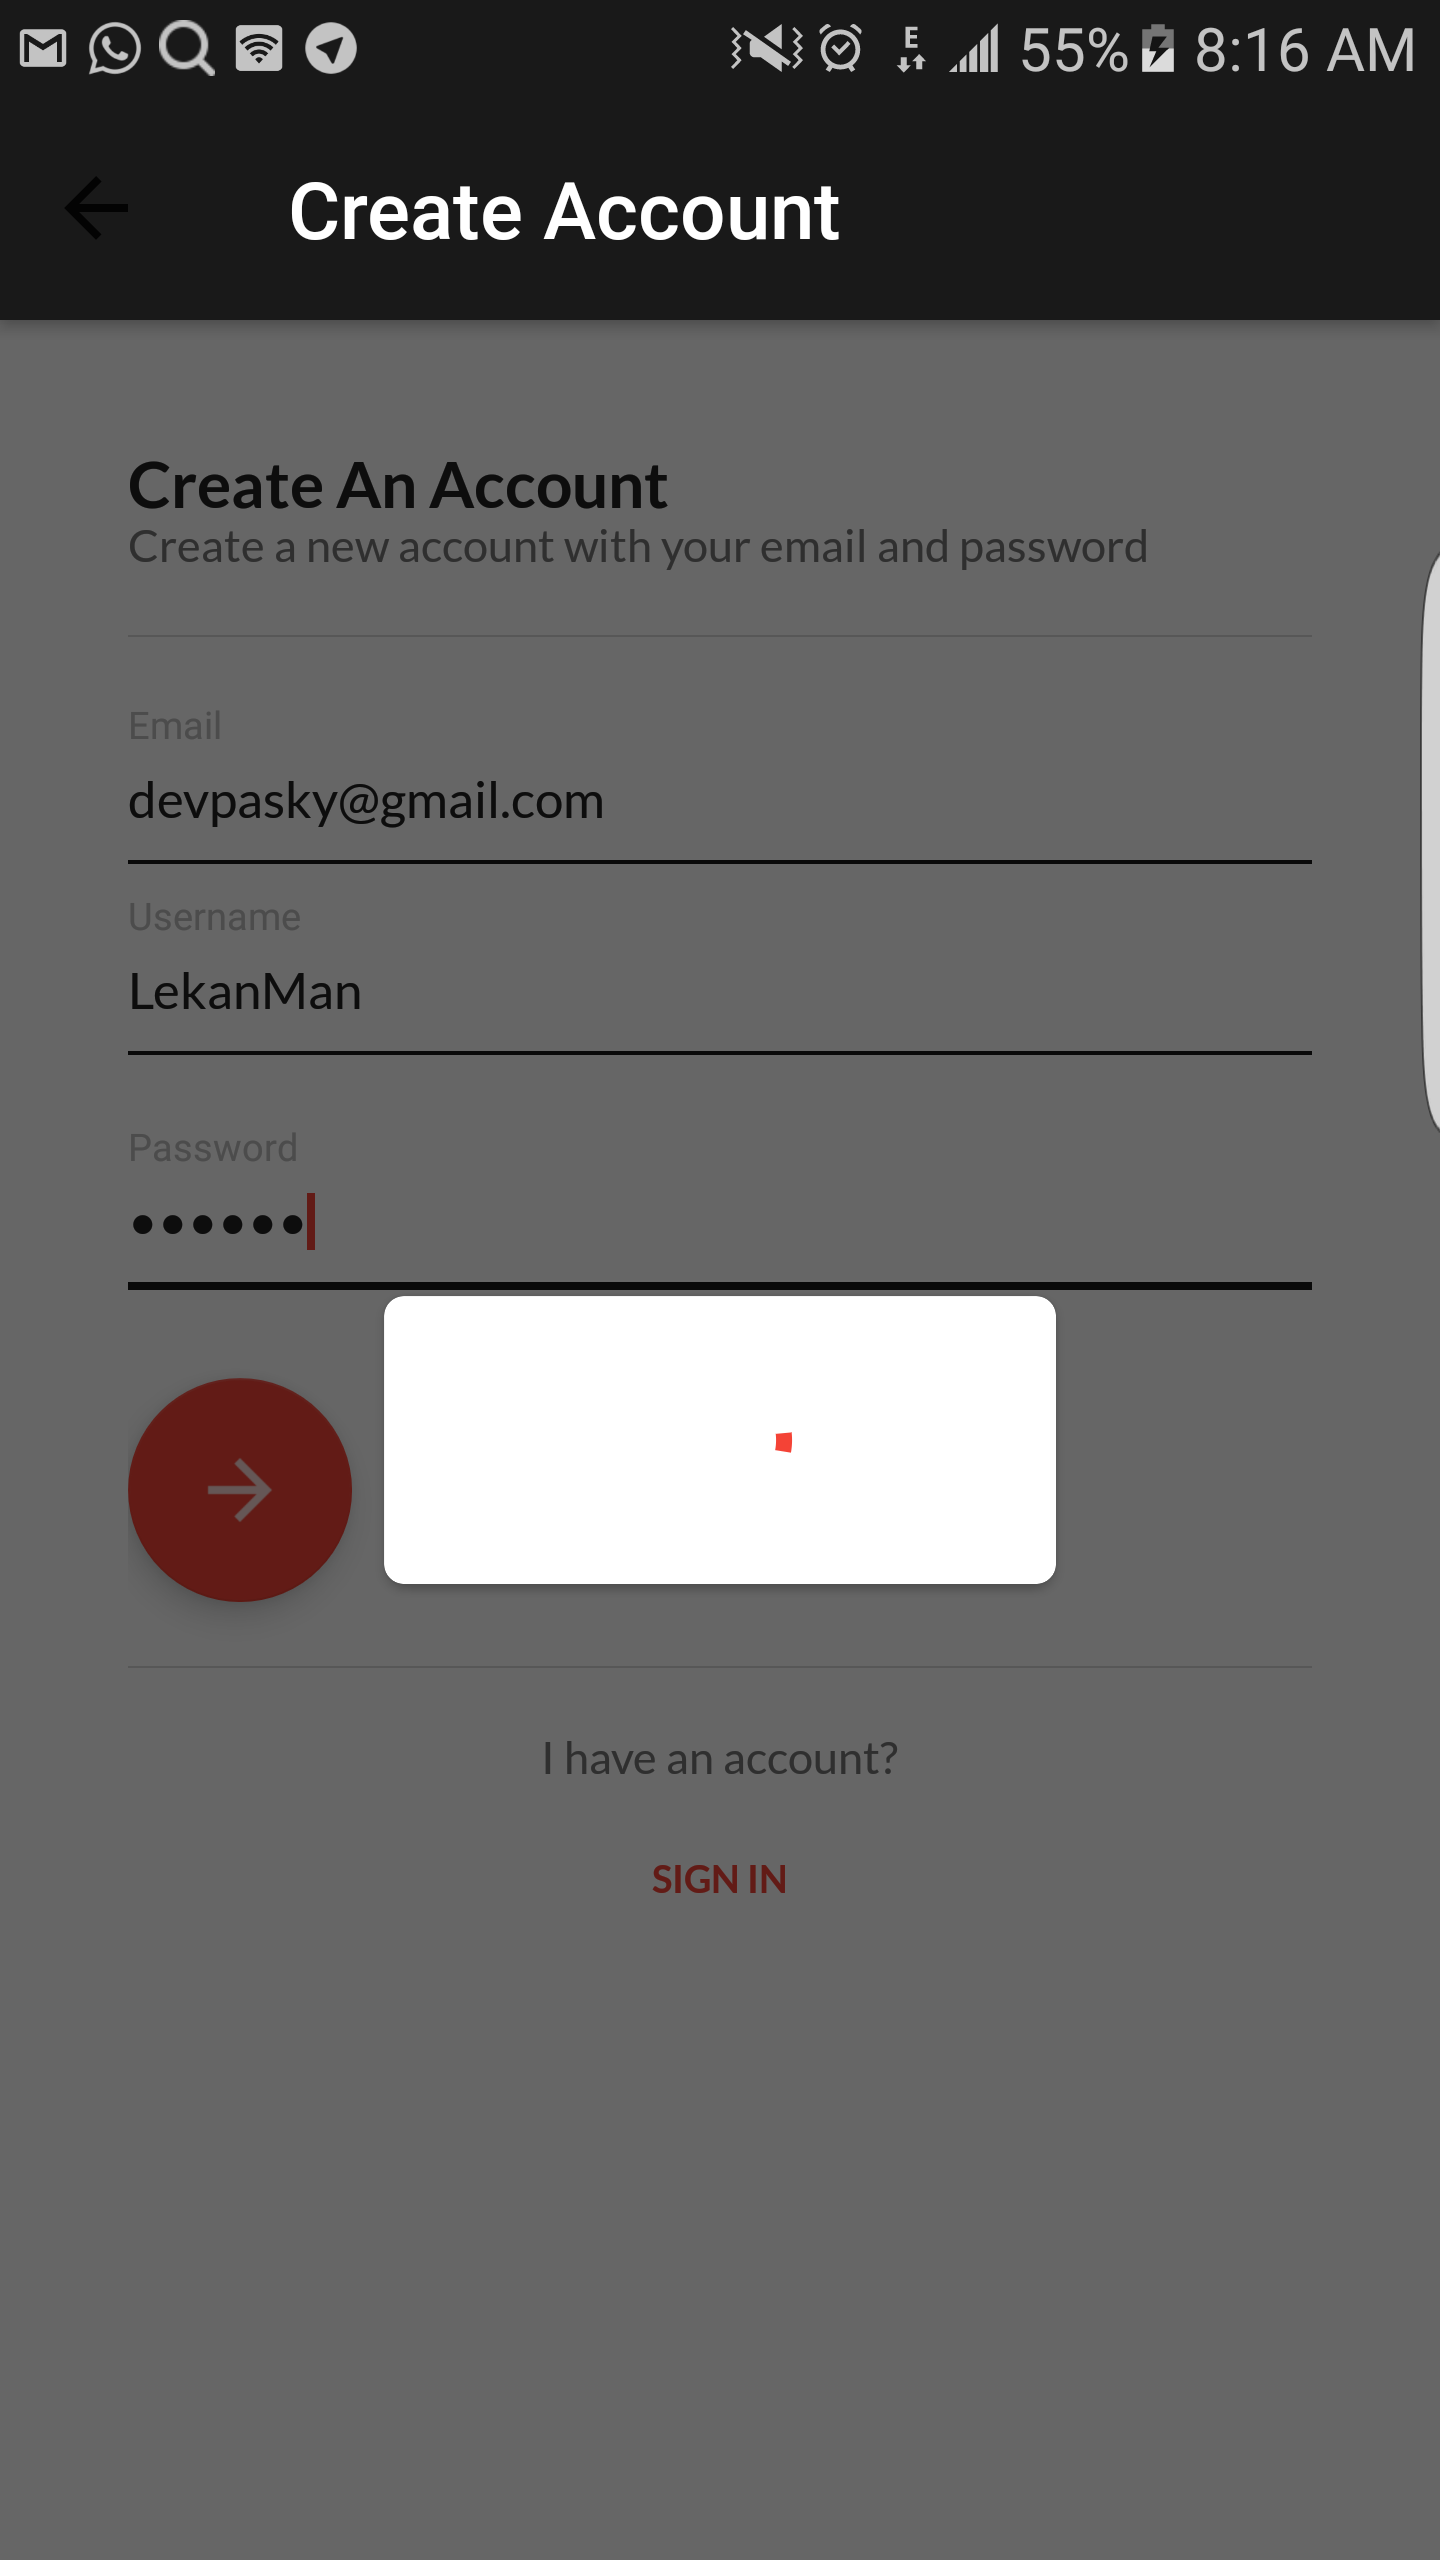 E 55% 8:16 AM
Create Account
Create An Account
Create a new account with your email and password
Email
devpasky@gmail.com
Username
LekanMan
Password
••••••
I have an account?
SIGN IN